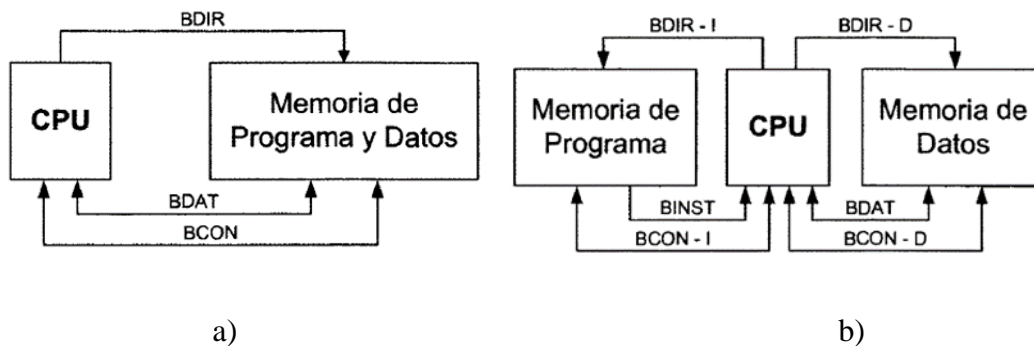 BDIR
CPU
Memoria de
Programa y Datos
BDAT
BCON
a)
BDIR - I
BDIR - D
Memoria de
Programa
CPU
Memoria de
Datos
BINST
BDAT
BCON - I
BCON - D
b)